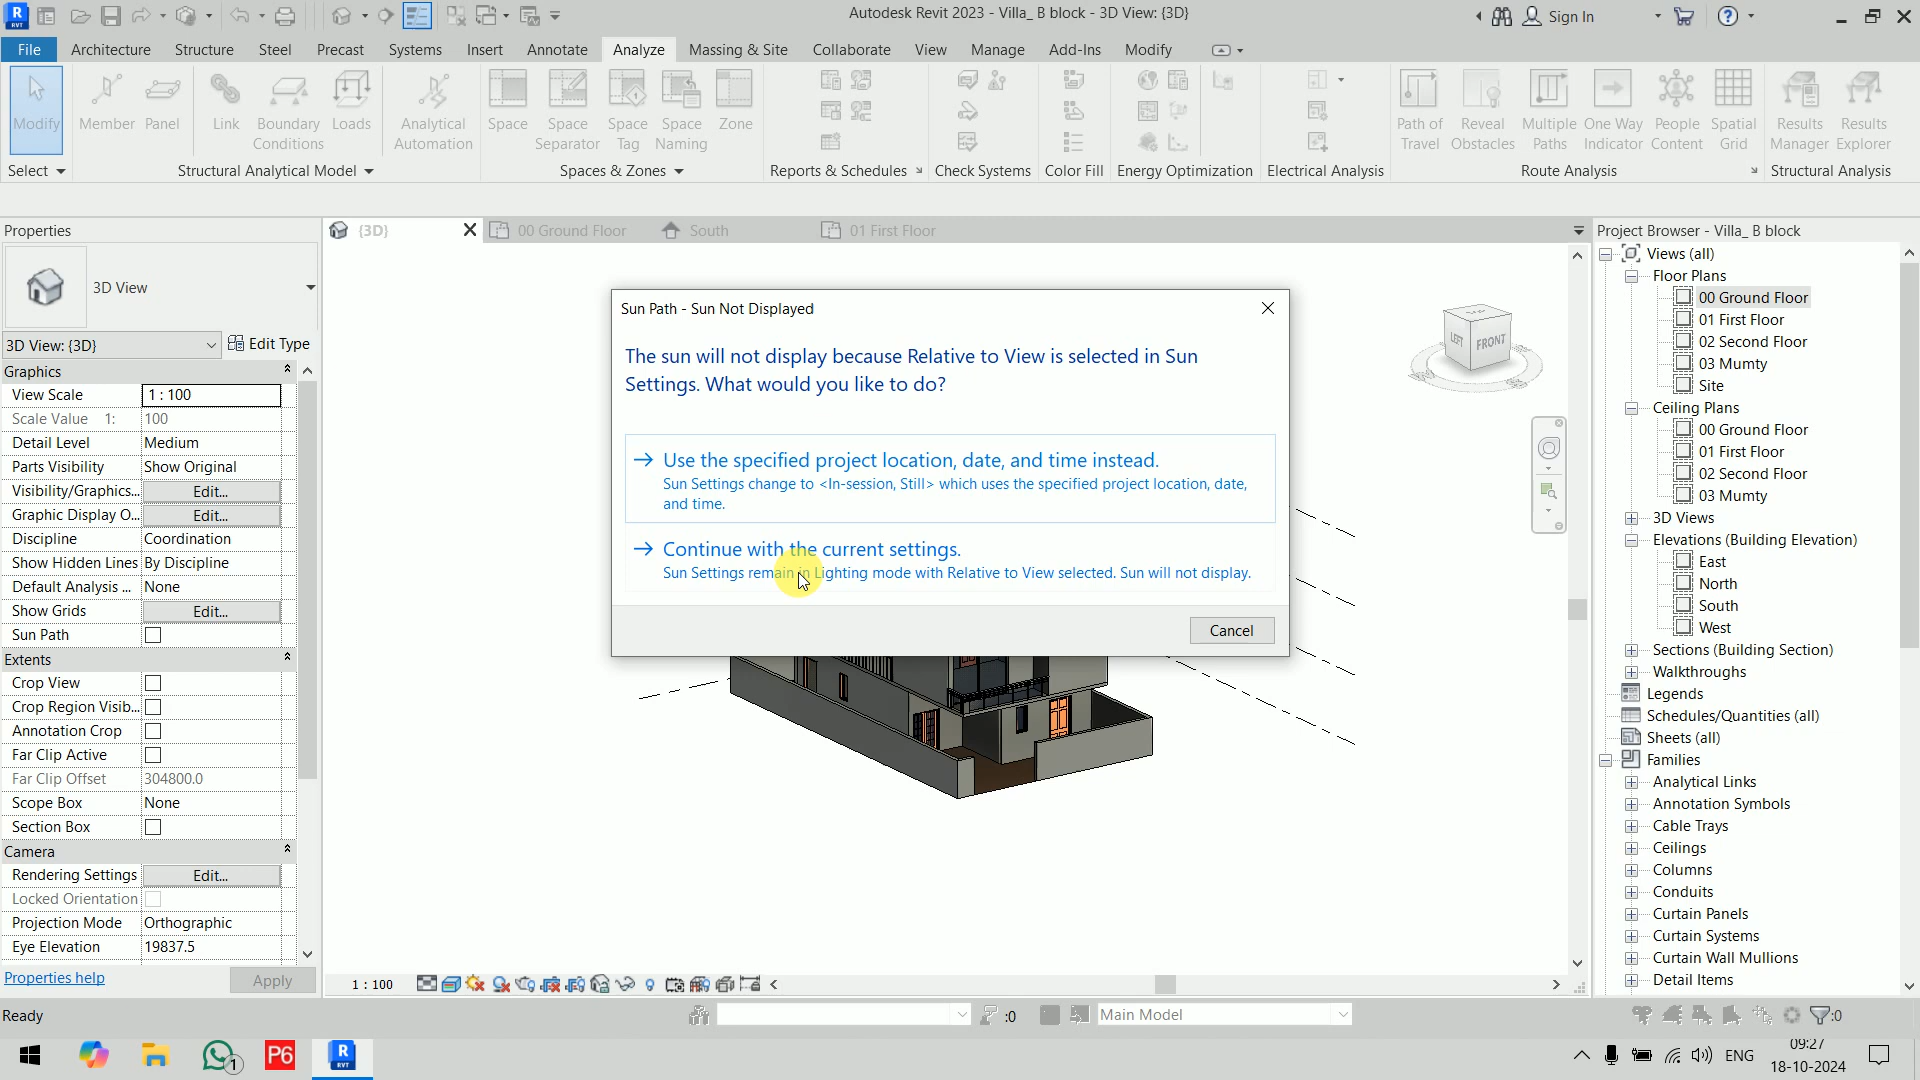 Autodesk Revit 2023 - Villa_ B block - 3D View: {3D}
Sign In
File Architecture Structure Steel Precast Systems Insert Annotate Analyze Massing & Site Collaborate View Manage Add-Ins Modify
Modify Member Panel Link Boundary Conditions Loads Analytical Automation Space Space Separator Space Tag Space Naming Zone Path of Travel Reveal Obstacles Multiple Paths One Way Indicator People Content Spatial Grid Results Manager Results Explorer
Select Structural Analytical Model Spaces & Zones Reports & Schedules Check Systems Color Fill Energy Optimization Electrical Analysis Route Analysis Structural Analysis
Properties
3D View
3D View: {3D} Edit Type
Graphics
View Scale 1 : 100
Scale Value 1: 100
Detail Level Medium
Parts Visibility Show Original
Visibility/Graphics... Edit...
Graphic Display O... Edit...
Discipline Coordination
Show Hidden Lines By Discipline
Default Analysis ... None
Show Grids Edit...
Sun Path
Extents
Crop View
Crop Region Visib...
Annotation Crop
Far Clip Active
Far Clip Offset 304800.0
Scope Box None
Section Box
Camera
Rendering Settings Edit...
Locked Orientation
Projection Mode Orthographic
Eye Elevation 19837.5
Properties help Apply
{3D} 00 Ground Floor South 01 First Floor
LEFT FRONT
Sun Path - Sun Not Displayed
The sun will not display because Relative to View is selected in Sun
Settings. What would you like to do?
Use the specified project location, date, and time instead.
Sun Settings change to <In-session, Still> which uses the specified project location, date,
and time.
Continue with the current settings.
Sun Settings remain in Lighting mode with Relative to View selected. Sun will not display.
Cancel
1 : 100
Project Browser - Villa_ B block
Views (all)
Floor Plans
00 Ground Floor
01 First Floor
02 Second Floor
03 Mumty
Site
Ceiling Plans
00 Ground Floor
01 First Floor
02 Second Floor
03 Mumty
3D Views
Elevations (Building Elevation)
East
North
South
West
Sections (Building Section)
Walkthroughs
Legends
Schedules/Quantities (all)
Sheets (all)
Families
Analytical Links
Annotation Symbols
Cable Trays
Ceilings
Columns
Conduits
Curtain Panels
Curtain Systems
Curtain Wall Mullions
Detail Items
Ready :0 Main Model :0
1 P6 R RVT ENG 09:27
18-10-2024